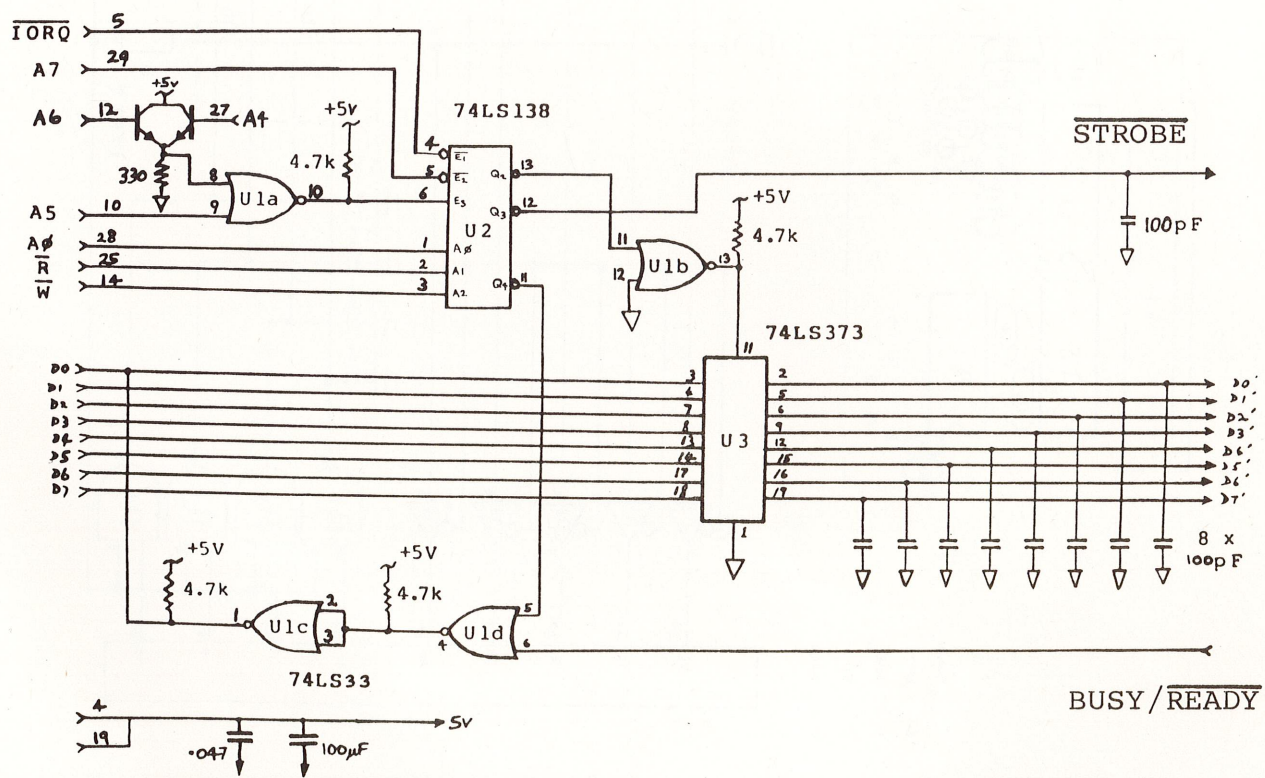 IORQ 5
A7 29
+5v
A6 12 27 A4
+5V
74LS138
STROBE
4.7k
4 E1
5 E2 Q2 13
330 8
U1a 10 6 E3 Q3 12
A5 10 9
U2
+5V
4.7k
100pF
AØ 28 1 AØ
R 25 2 A1
W 14 3 A2 Q4 11
11
12 U1b 13
74LS373
11
D0 3 2 D0'
D1 4 5 D1'
D2 7 6 D2'
D3 8 9 D3'
D4 13 12 D6'
D5 14 15 D5'
D6 17 16 D6'
D7 18 19 D7'
U3
1
8 x
100pF
+5V +5V
4.7k 4.7k
1 U1c 2 3
4 U1d 5 6
74LS33
BUSY/READY
4
19
5V
.047 100µF